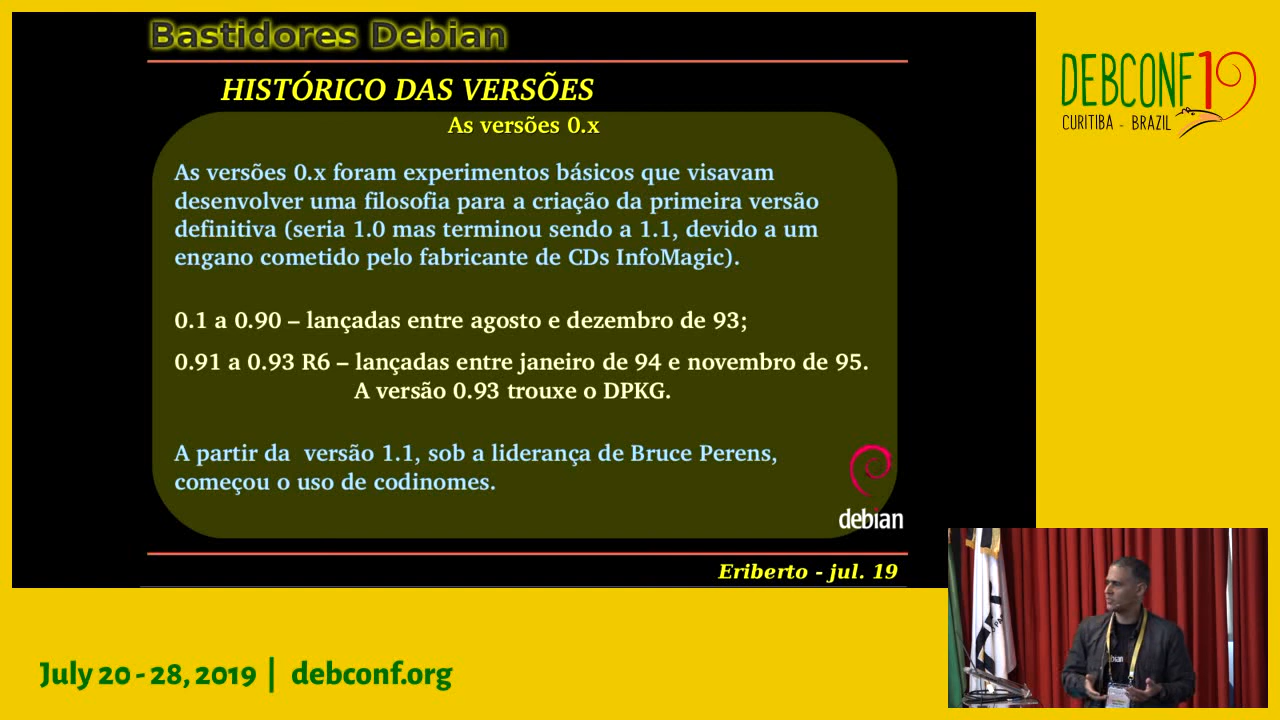 Bastidores Debian
HISTÓRICO DAS VERSÕES
As versões 0.x
As versões 0.x foram experimentos básicos que visavam
desenvolver uma filosofia para a criação da primeira versão
definitiva (seria 1.0 mas terminou sendo a 1.1, devido a um
engano cometido pelo fabricante de CDs InfoMagic).
0.1 a 0.90 – lançadas entre agosto e dezembro de 93;
0.91 a 0.93 R6 – lançadas entre janeiro de 94 e novembro de 95.
A versão 0.93 trouxe o DPKG.
A partir da  versão 1.1, sob a liderança de Bruce Perens,
começou o uso de codinomes.
debian
Eriberto - jul. 19
DEBCONF19
CURITIBA - BRAZIL
July 20 - 28, 2019 | debconf.org